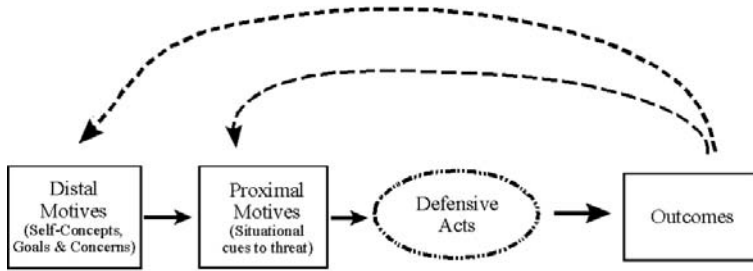 Distal
Motives
(Self-Concepts,
Goals & Concerns)
Proximal
Motives
(Situational
cues to threat)
Defensive
Acts
Outcomes